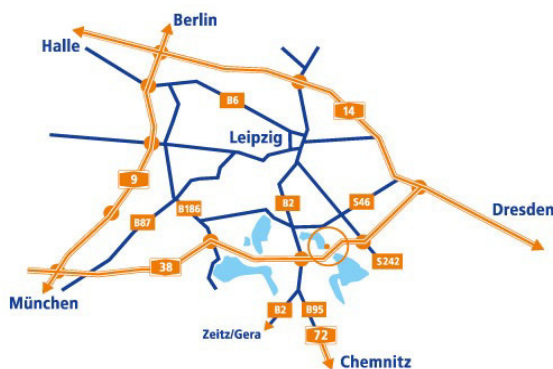 Berlin
Halle
B6
14
Leipzig
9
B186
B2
S46
B87
Dresden
38
S242
München
B2
B95
Zeitz/Gera
72
Chemnitz